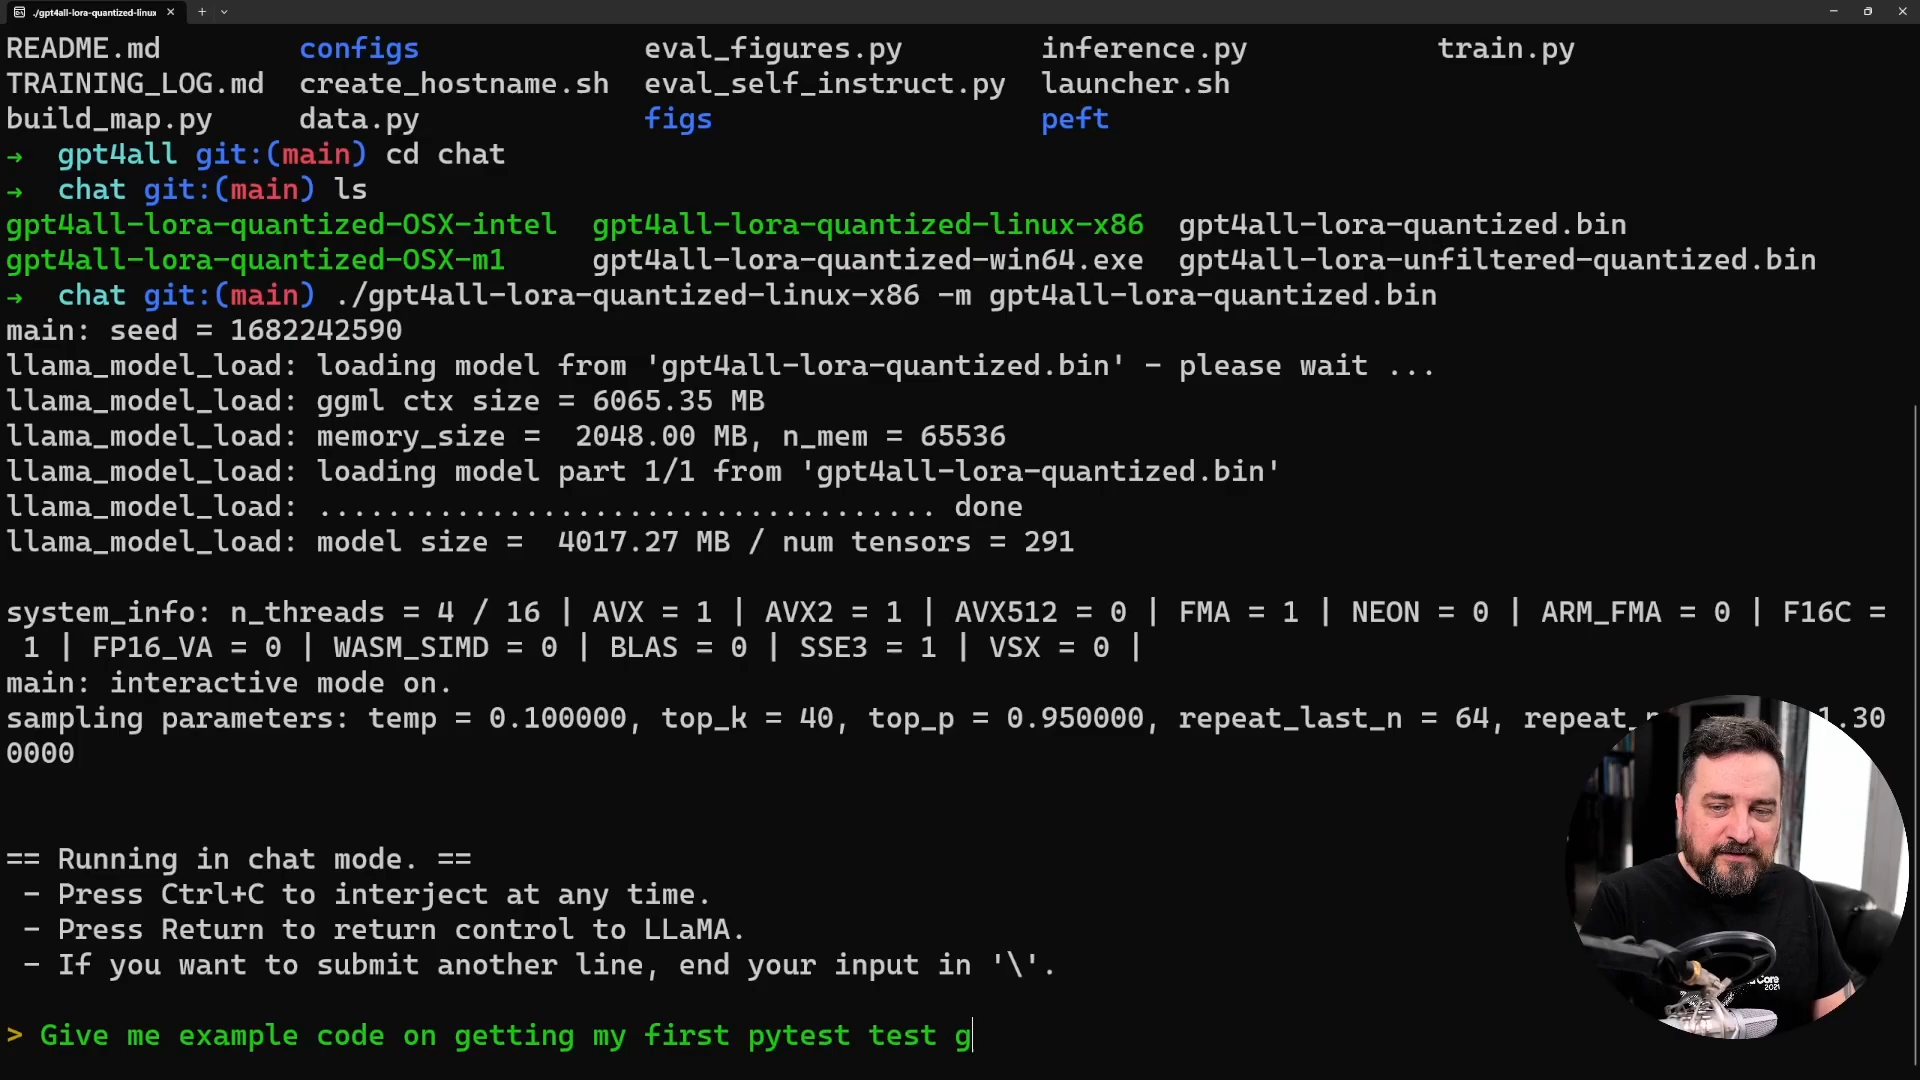 ./gpt4all-lora-quantized-linux
README.md configs eval_figures.py inference.py train.py
TRAINING_LOG.md create_hostname.sh eval_self_instruct.py launcher.sh
build_map.py data.py figs peft
→ gpt4all git:(main) cd chat
→ chat git:(main) ls
gpt4all-lora-quantized-OSX-intel gpt4all-lora-quantized-linux-x86 gpt4all-lora-quantized.bin
gpt4all-lora-quantized-OSX-m1 gpt4all-lora-quantized-win64.exe gpt4all-lora-unfiltered-quantized.bin
→ chat git:(main) ./gpt4all-lora-quantized-linux-x86 -m gpt4all-lora-quantized.bin
main: seed = 1682242590
llama_model_load: loading model from 'gpt4all-lora-quantized.bin' - please wait ...
llama_model_load: ggml ctx size = 6065.35 MB
llama_model_load: memory_size =  2048.00 MB, n_mem = 65536
llama_model_load: loading model part 1/1 from 'gpt4all-lora-quantized.bin'
llama_model_load: .................................... done
llama_model_load: model size =  4017.27 MB / num tensors = 291
system_info: n_threads = 4 / 16 | AVX = 1 | AVX2 = 1 | AVX512 = 0 | FMA = 1 | NEON = 0 | ARM_FMA = 0 | F16C =
1 | FP16_VA = 0 | WASM_SIMD = 0 | BLAS = 0 | SSE3 = 1 | VSX = 0 |
main: interactive mode on.
sampling parameters: temp = 0.100000, top_k = 40, top_p = 0.950000, repeat_last_n = 64, 1.30
0000
== Running in chat mode. ==
- Press Ctrl+C to interject at any time.
- Press Return to return control to LLaMA.
- If you want to submit another line, end your input in '\'.
> Give me example code on getting my first pytest test g
Core
2021